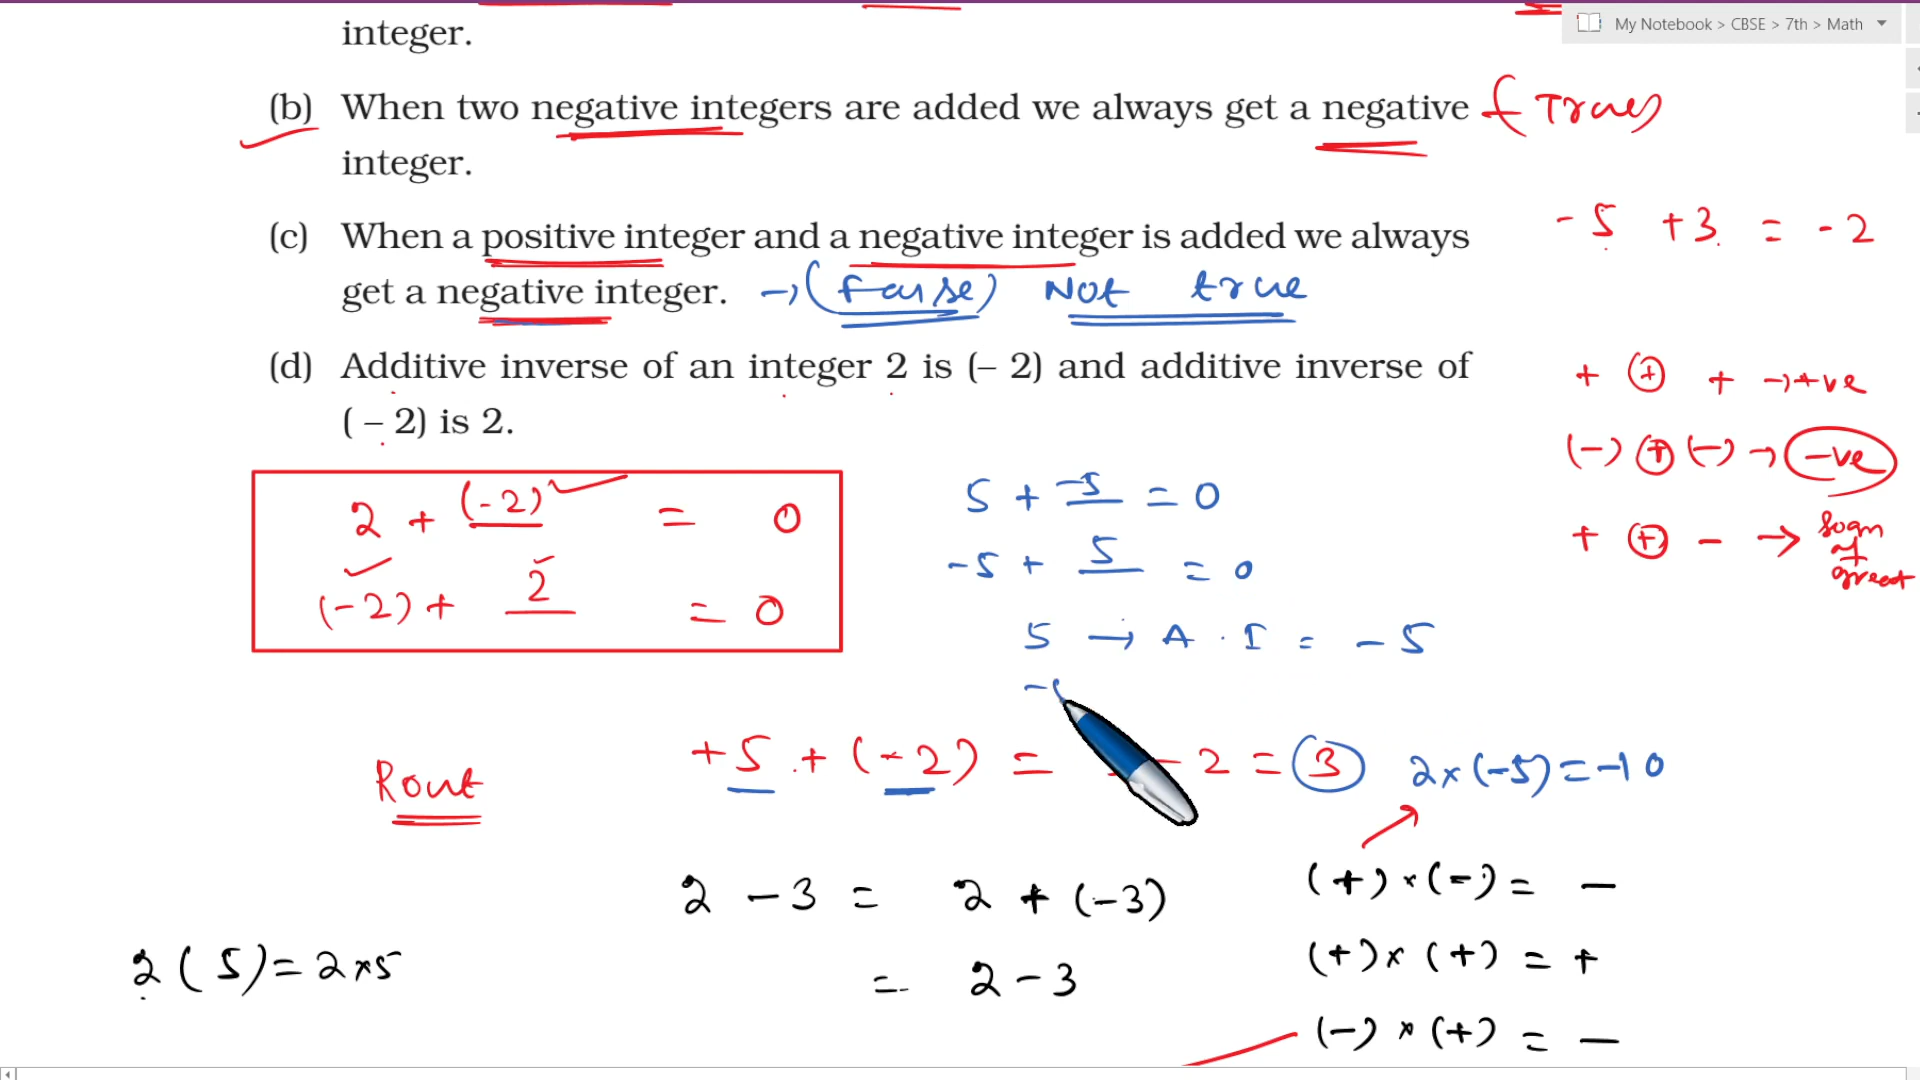 integer.
My Notebook > CBSE > 7th > Math
(b) When two negative integers are added we always get a negative
integer.
(True)
-5 +3 = -2
(c) When a positive integer and a negative integer is added we always
get a negative integer. → (False) Not true
(d) Additive inverse of an integer 2 is (– 2) and additive inverse of
( – 2) is 2.
+ (+) + → +ve
(-) (+) (-) → -ve
+ (+) - → Sign of great
2 + (-2) = 0
(-2) + 2 = 0
5 + -5 = 0
-5 + 5 = 0
5 → A.I = -5
+5 + (-2) = - 2 = 3
2×(-5) = -10
2 - 3 = 2 + (-3)
= 2 - 3
(+)×(-) = -
(+)×(+) = +
(-)×(+) = -
2(5) = 2×5